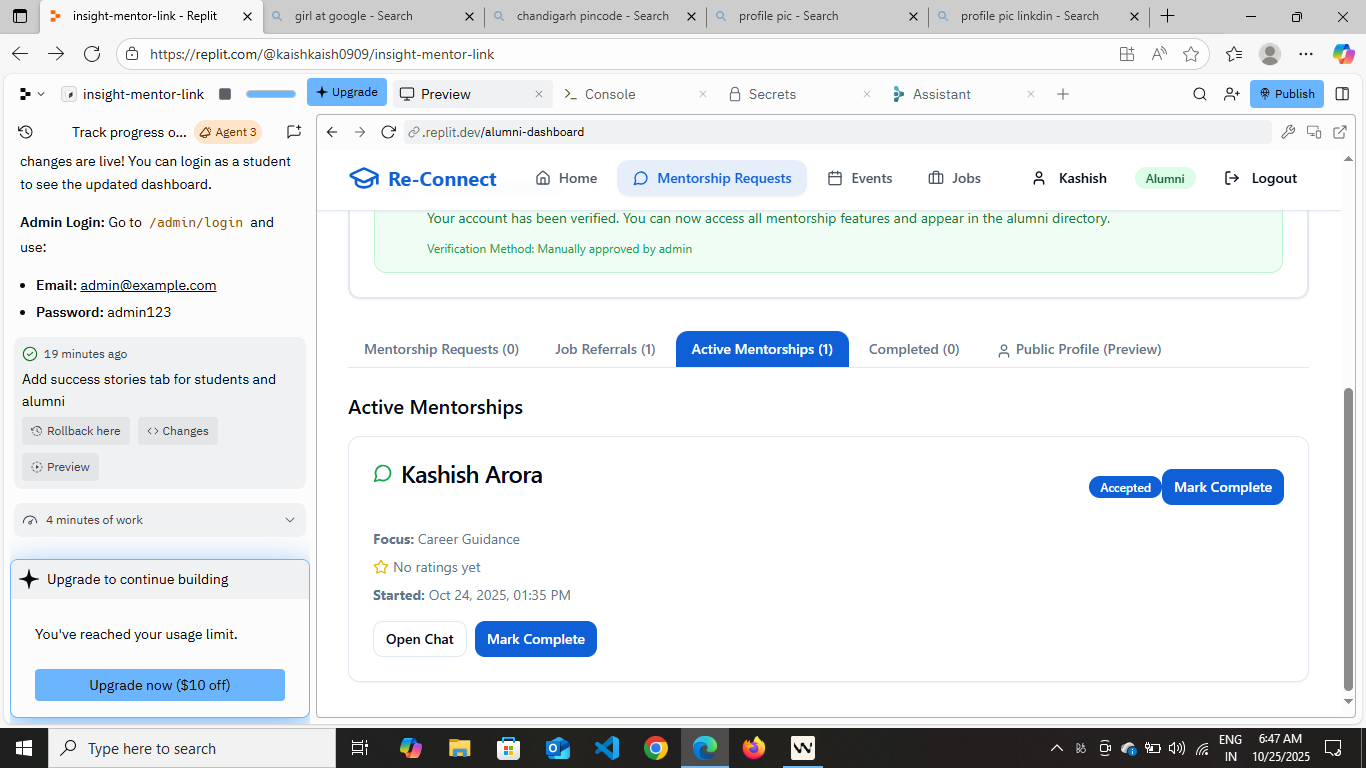 insight-mentor-link - Replit
girl at google - Search
chandigarh pincode - Search
profile pic - Search
profile pic linkdin - Search
https://replit.com/@kaishkaish0909/insight-mentor-link
insight-mentor-link
Upgrade
Preview
Console
Secrets
Assistant
Publish
Track progress o...
Agent 3
.replit.dev/alumni-dashboard
changes are live! You can login as a student
to see the updated dashboard.
Admin Login: Go to /admin/login and
use:
Email: admin@example.com
Password: admin123
19 minutes ago
Add success stories tab for students and
alumni
Rollback here
Changes
Preview
4 minutes of work
Upgrade to continue building
You've reached your usage limit.
Upgrade now ($10 off)
Re-Connect
Home
Mentorship Requests
Events
Jobs
Kashish
Alumni
Logout
Your account has been verified. You can now access all mentorship features and appear in the alumni directory.
Verification Method: Manually approved by admin
Mentorship Requests (0)
Job Referrals (1)
Active Mentorships (1)
Completed (0)
Public Profile (Preview)
Active Mentorships
Kashish Arora
Accepted
Mark Complete
Focus: Career Guidance
No ratings yet
Started: Oct 24, 2025, 01:35 PM
Open Chat
Mark Complete
Type here to search
ENG
IN
6:47 AM
10/25/2025